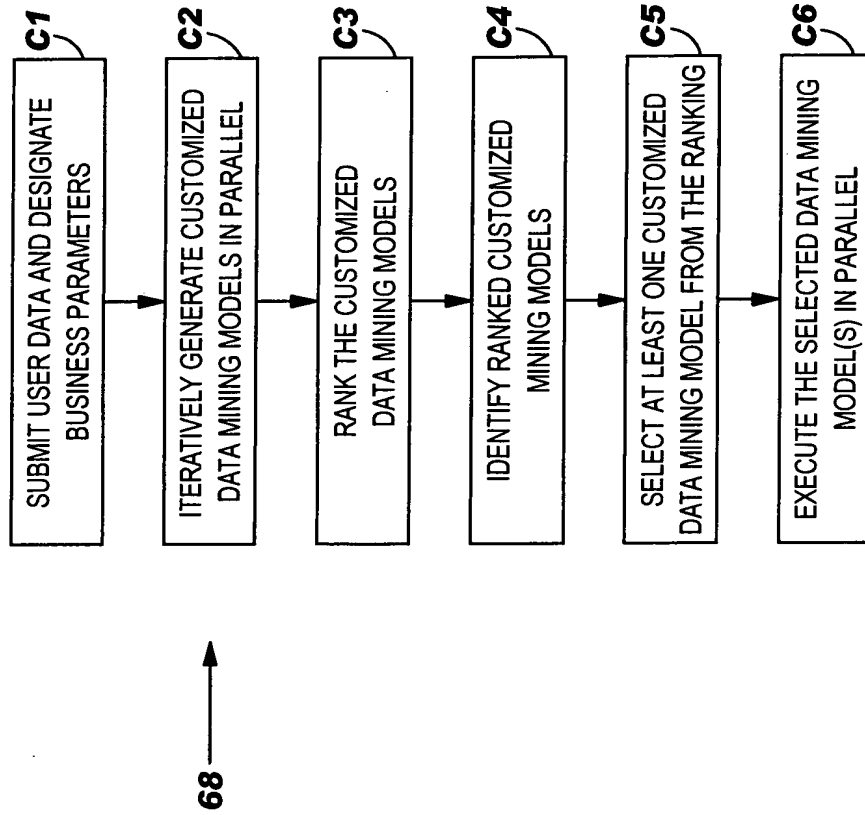 SUBMIT USER DATA AND DESIGNATE
BUSINESS PARAMETERS
C1
ITERATIVELY GENERATE CUSTOMIZED
DATA MINING MODELS IN PARALLEL
C2
RANK THE CUSTOMIZED
DATA MINING MODELS
C3
IDENTIFY RANKED CUSTOMIZED
MINING MODELS
C4
SELECT AT LEAST ONE CUSTOMIZED
DATA MINING MODEL FROM THE RANKING
C5
EXECUTE THE SELECTED DATA MINING
MODEL(S) IN PARALLEL
C6
68